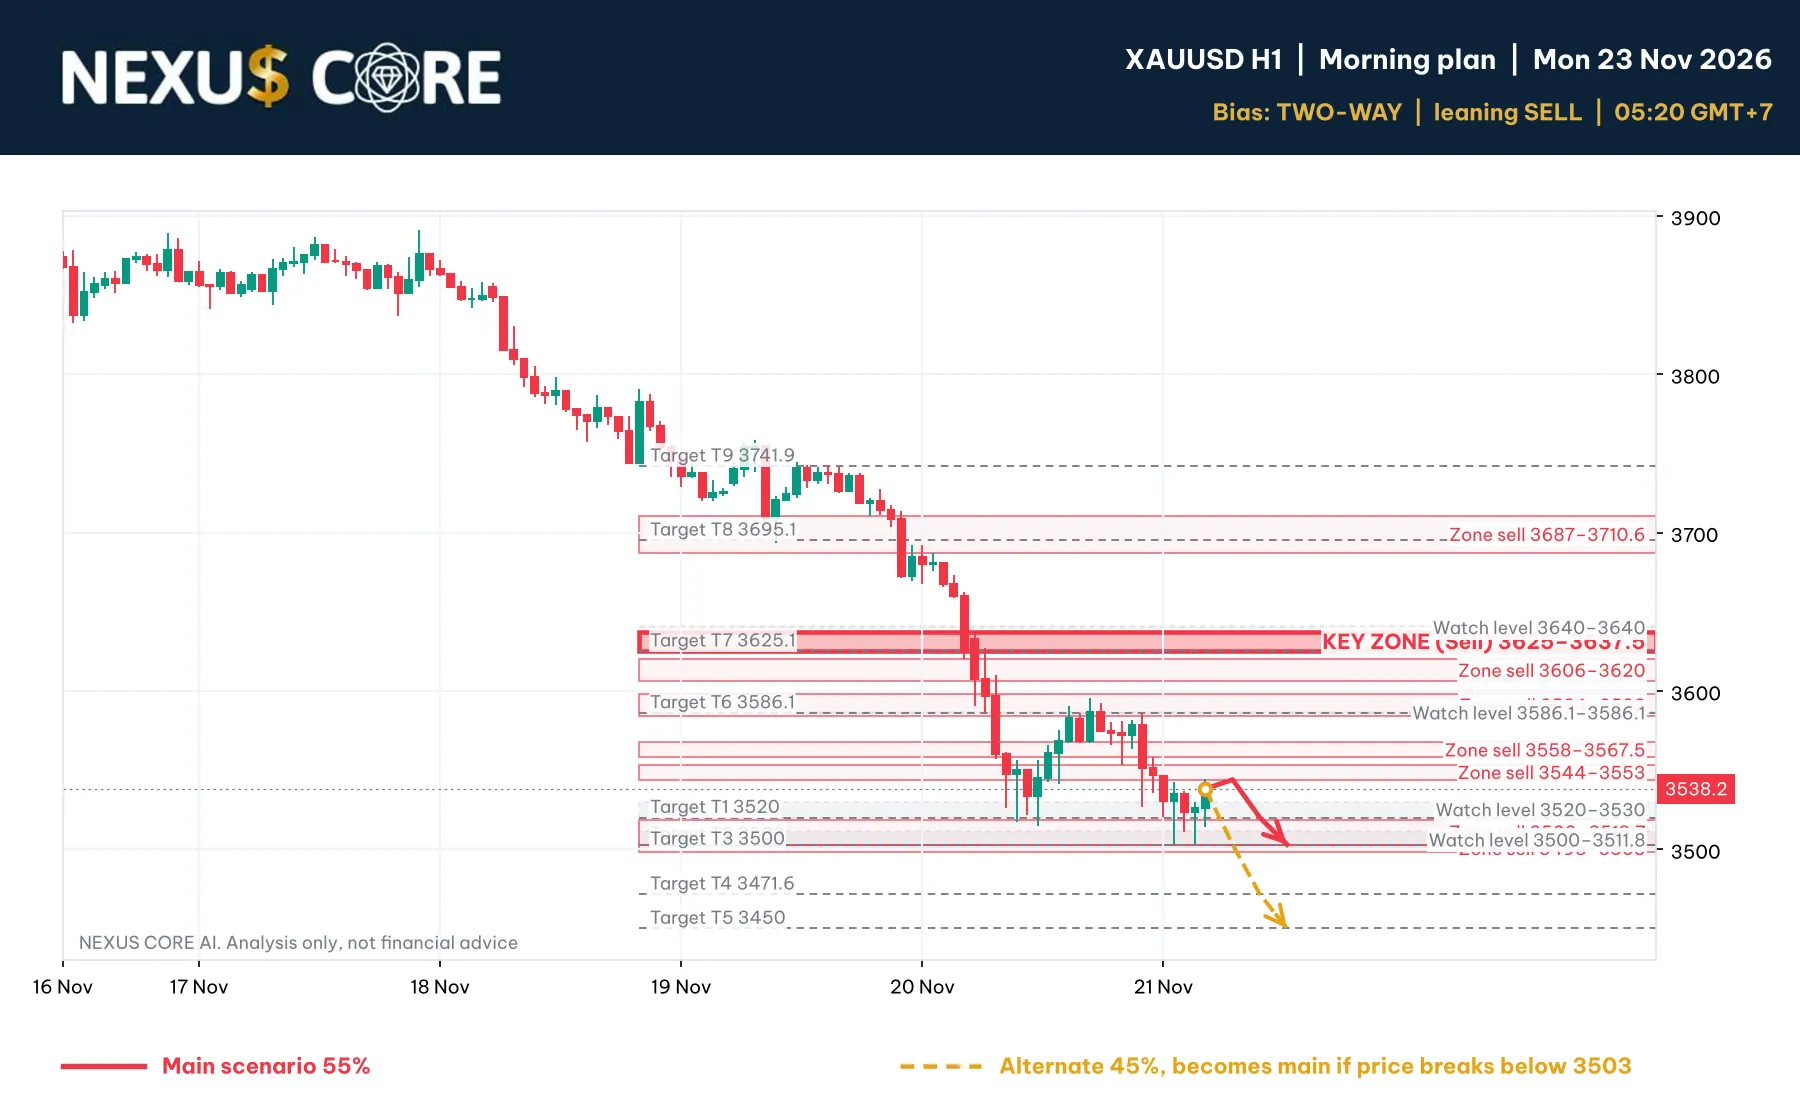 NEXU$ CORE
XAUUSD H1 | Morning plan | Mon 23 Nov 2026
Bias: TWO-WAY | leaning SELL | 05:20 GMT+7
3900
3800
Target T9 3741.9
Target T8 3695.1
Zone sell 3687–3710.6
3700
Watch level 3640–3640
Target T7 3625.1
KEY ZONE (Sell) 3625–3637.5
Zone sell 3606–3620
3600
Target T6 3586.1
Watch level 3586.1–3586.1
Zone sell 3558–3567.5
Zone sell 3544–3553
3538.2
Target T1 3520
Watch level 3520–3530
Target T3 3500
Watch level 3500–3511.8
3500
Target T4 3471.6
Target T5 3450
NEXUS CORE AI. Analysis only, not financial advice
16 Nov
17 Nov
18 Nov
19 Nov
20 Nov
21 Nov
Main scenario 55%
Alternate 45%, becomes main if price breaks below 3503